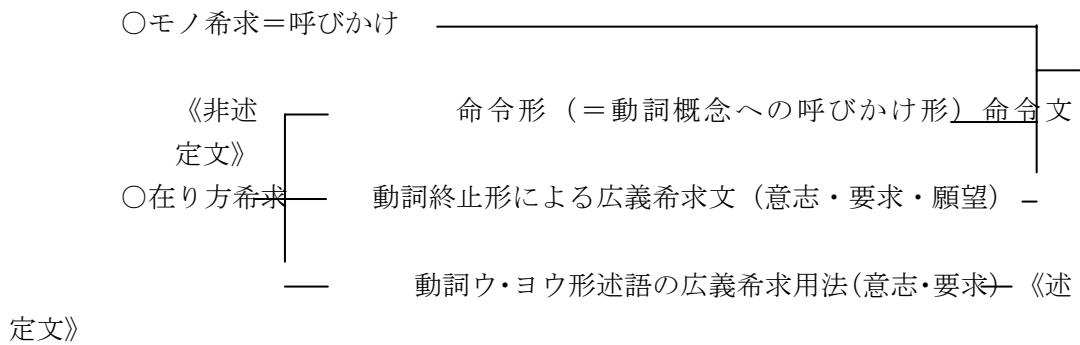 ○モノ希求＝呼びかけ
《非述
命令形（＝動詞概念への呼びかけ形）命令文
定文》
○在り方希求
動詞終止形による広義希求文（意志・要求・願望）
動詞ウ・ヨウ形述語の広義希求用法(意志・要求) 《述
定文》